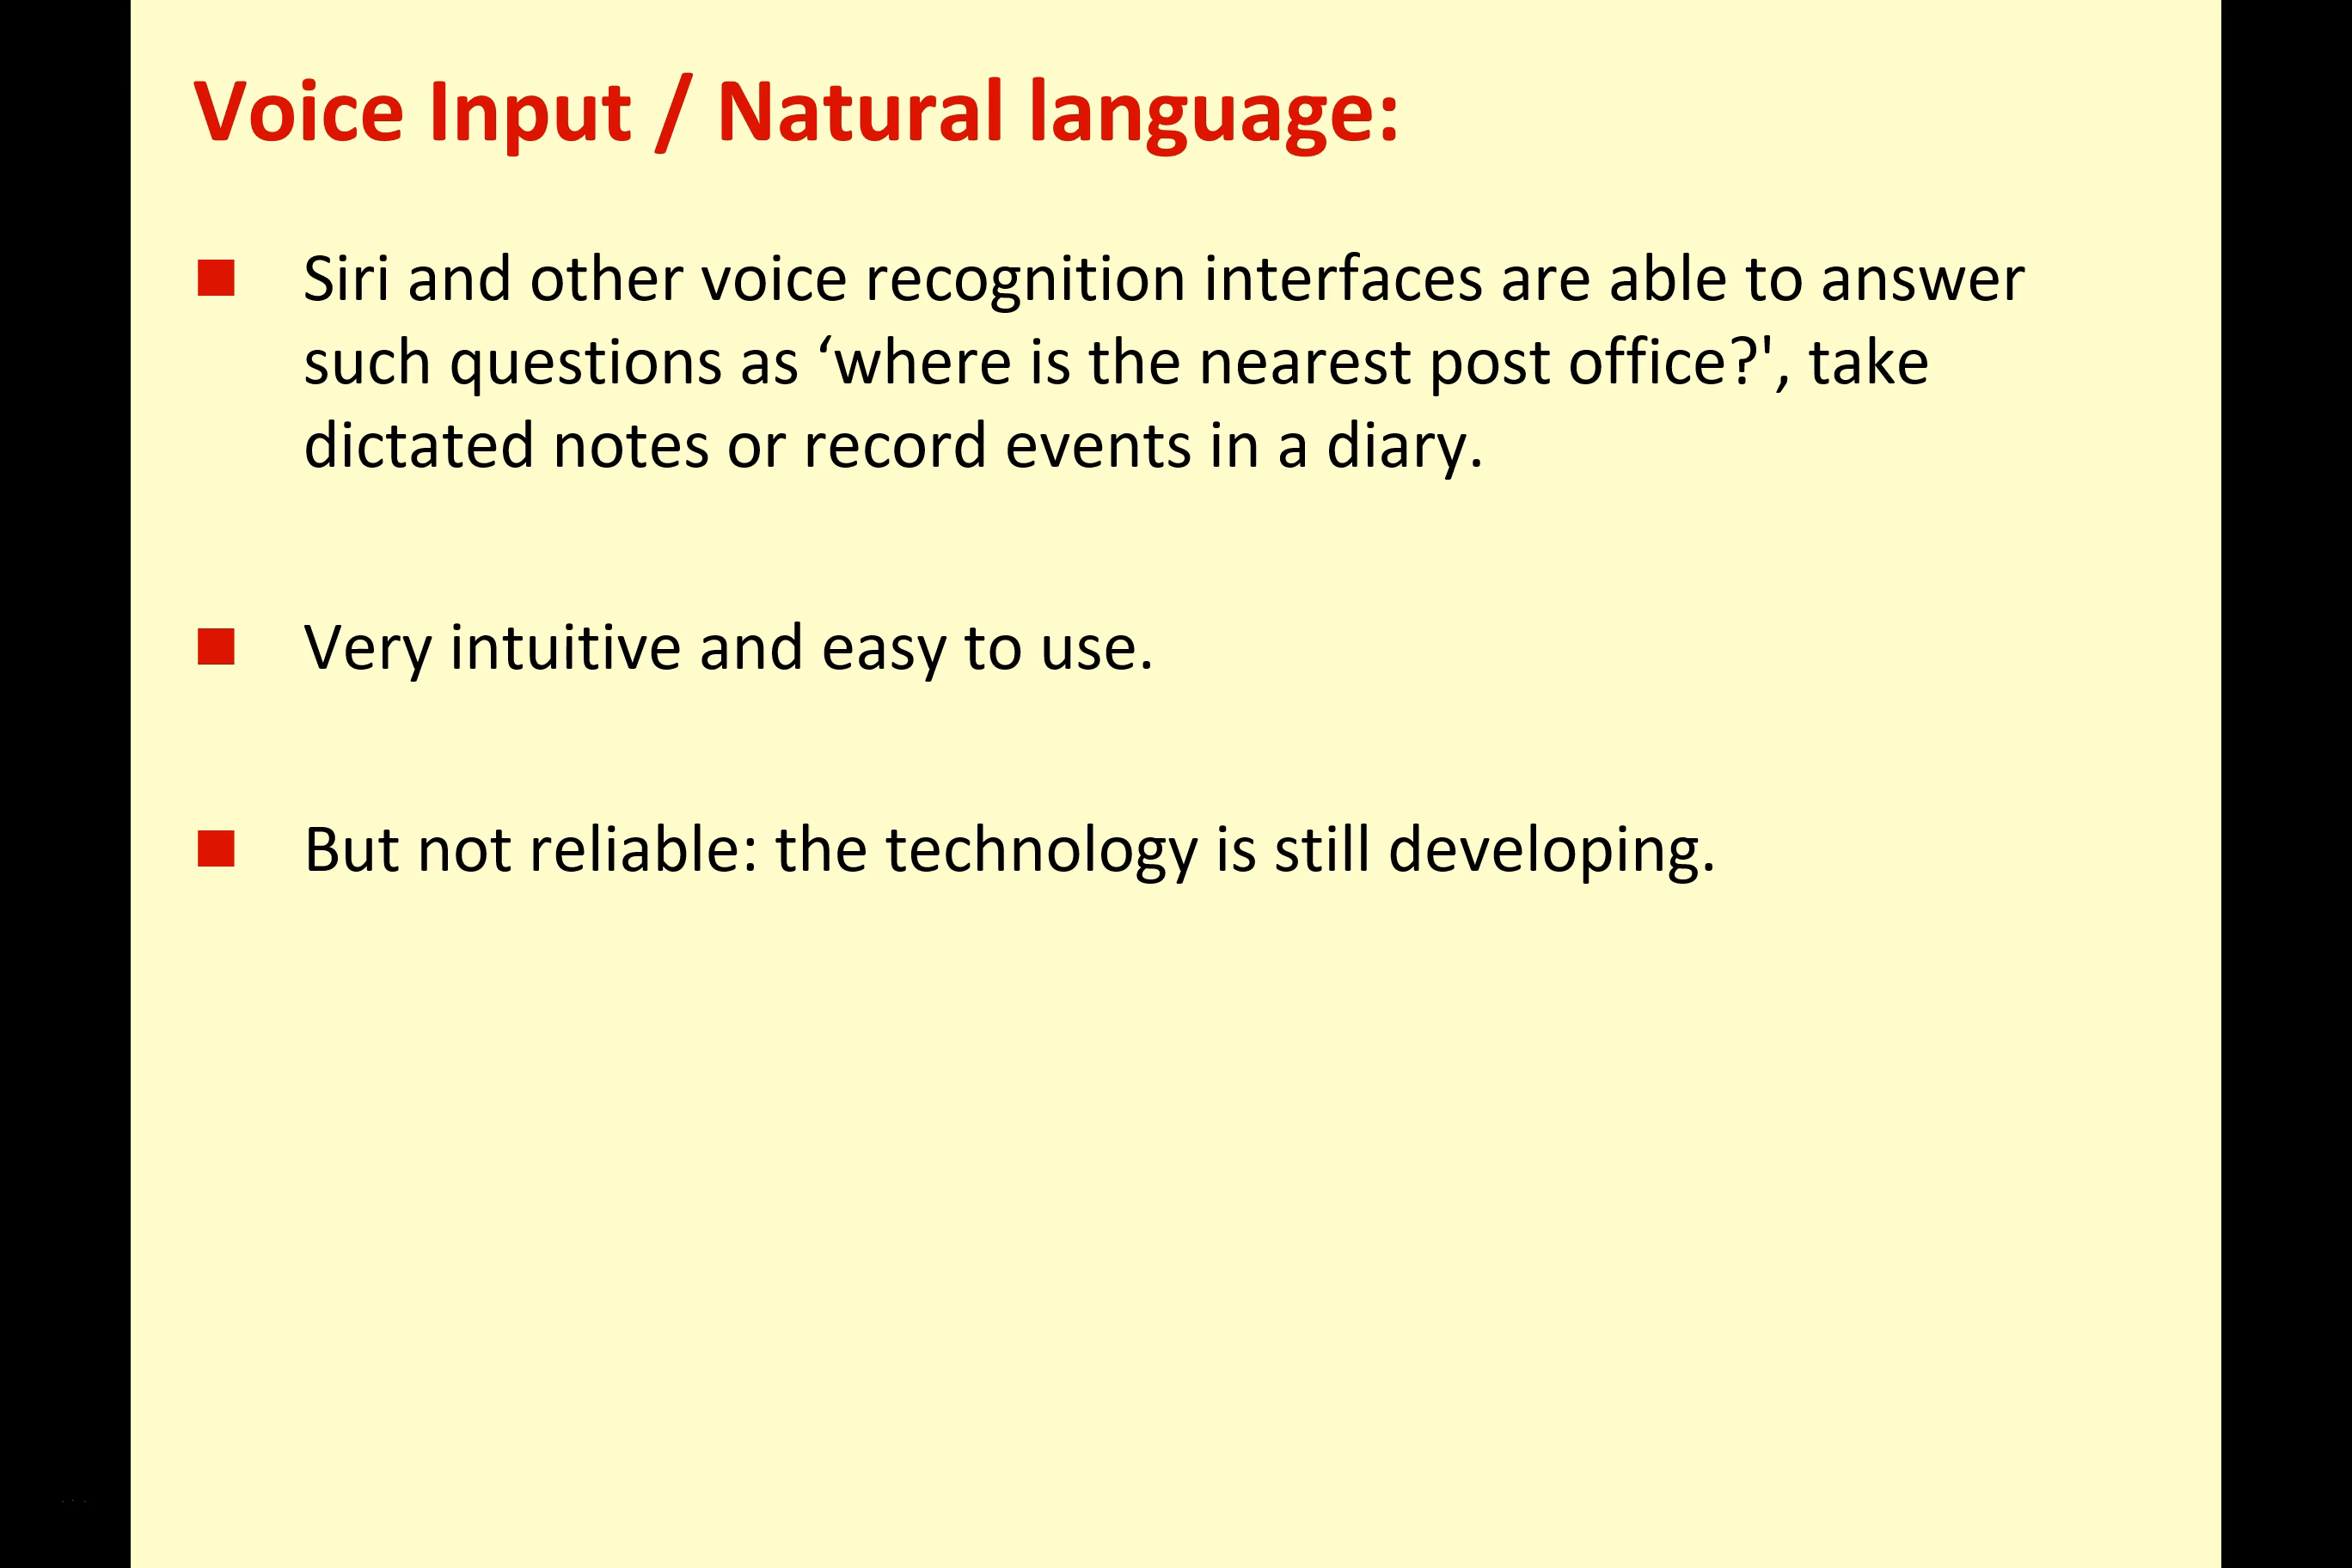 Voice Input / Natural language:
Siri and other voice recognition interfaces are able to answer
such questions as ‘where is the nearest post office?', take
dictated notes or record events in a diary.
Very intuitive and easy to use.
But not reliable: the technology is still developing.